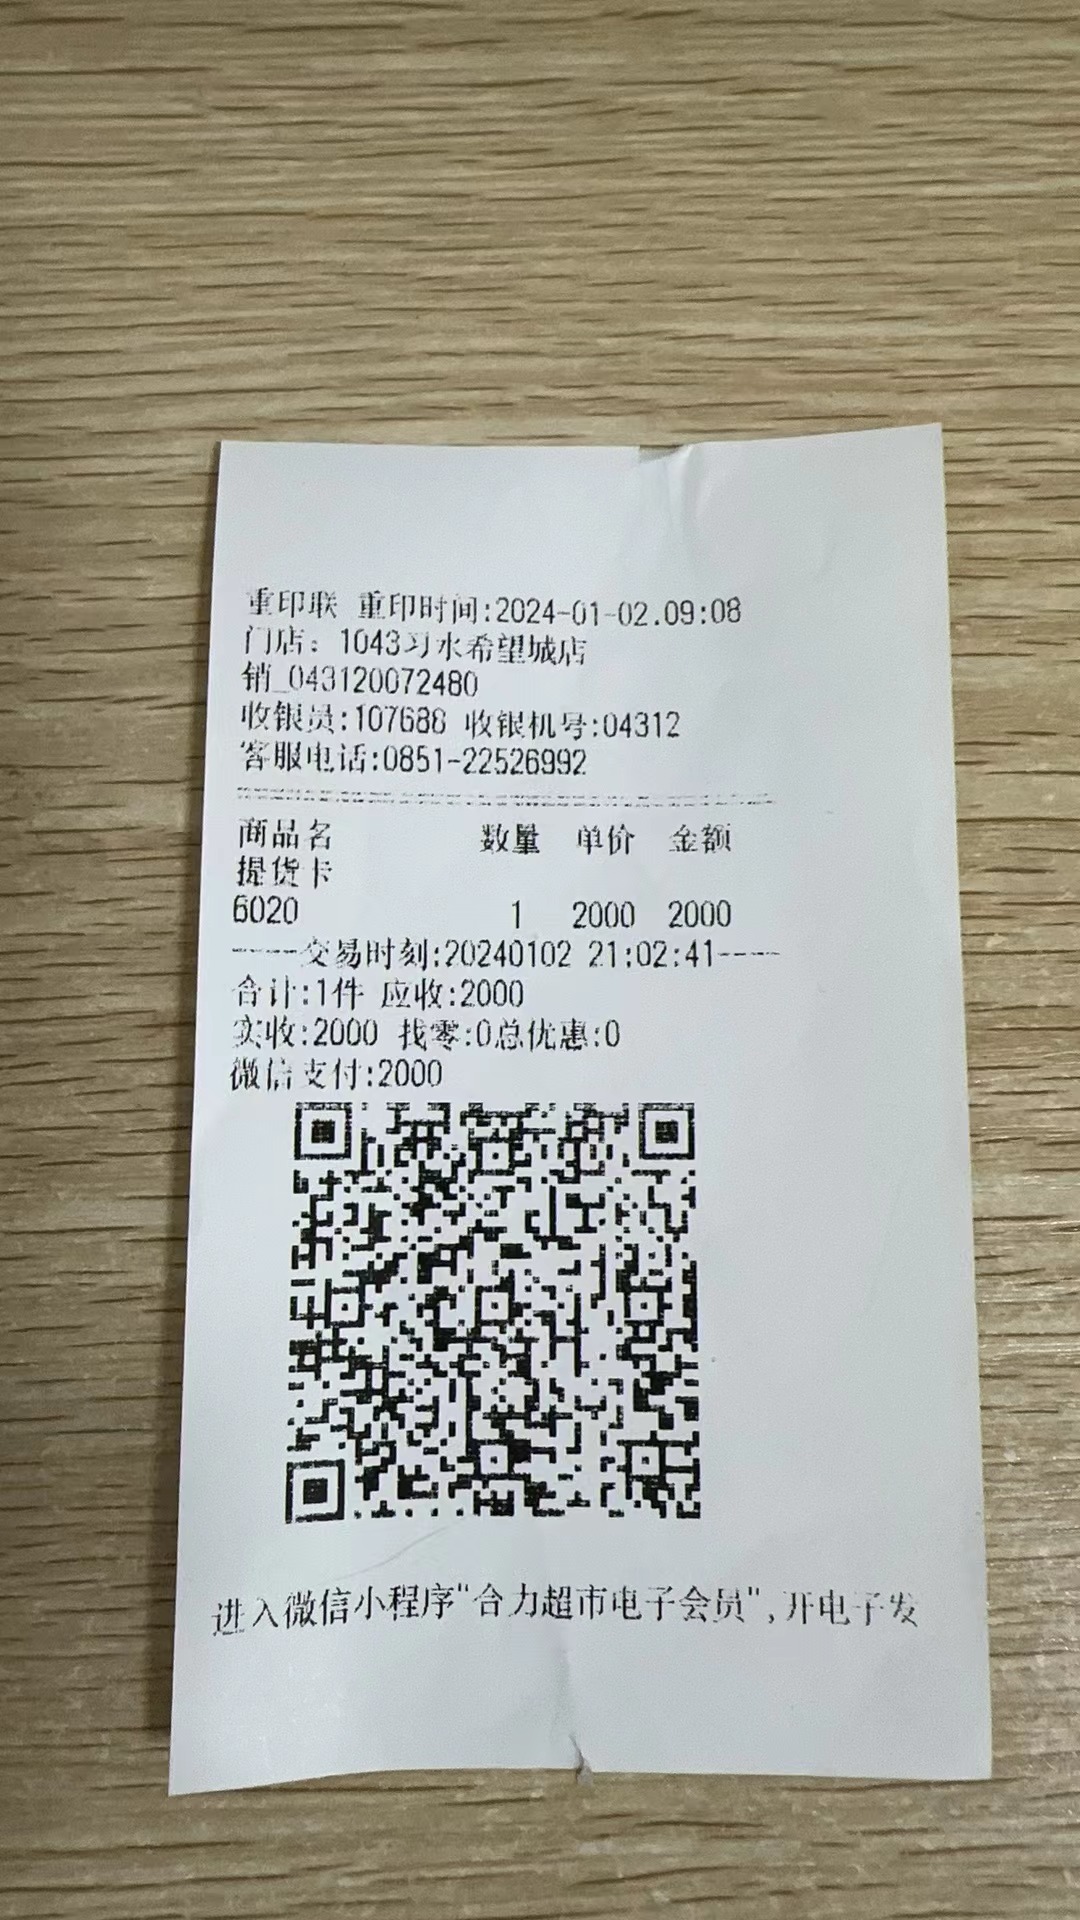 重印联 重印时间:2024-01-02.09:08
门店：1043习水希望城店
销_043120072480
收银员:107688 收银机号:04312
客服电话:0851-22526992
商品名 数量 单价 金额
提货卡
6020 1 2000 2000
----交易时刻:20240102 21:02:41----
合计:1件 应收:2000
实收:2000 找零:0总优惠:0
微信支付:2000
进入微信小程序"合力超市电子会员",开电子发